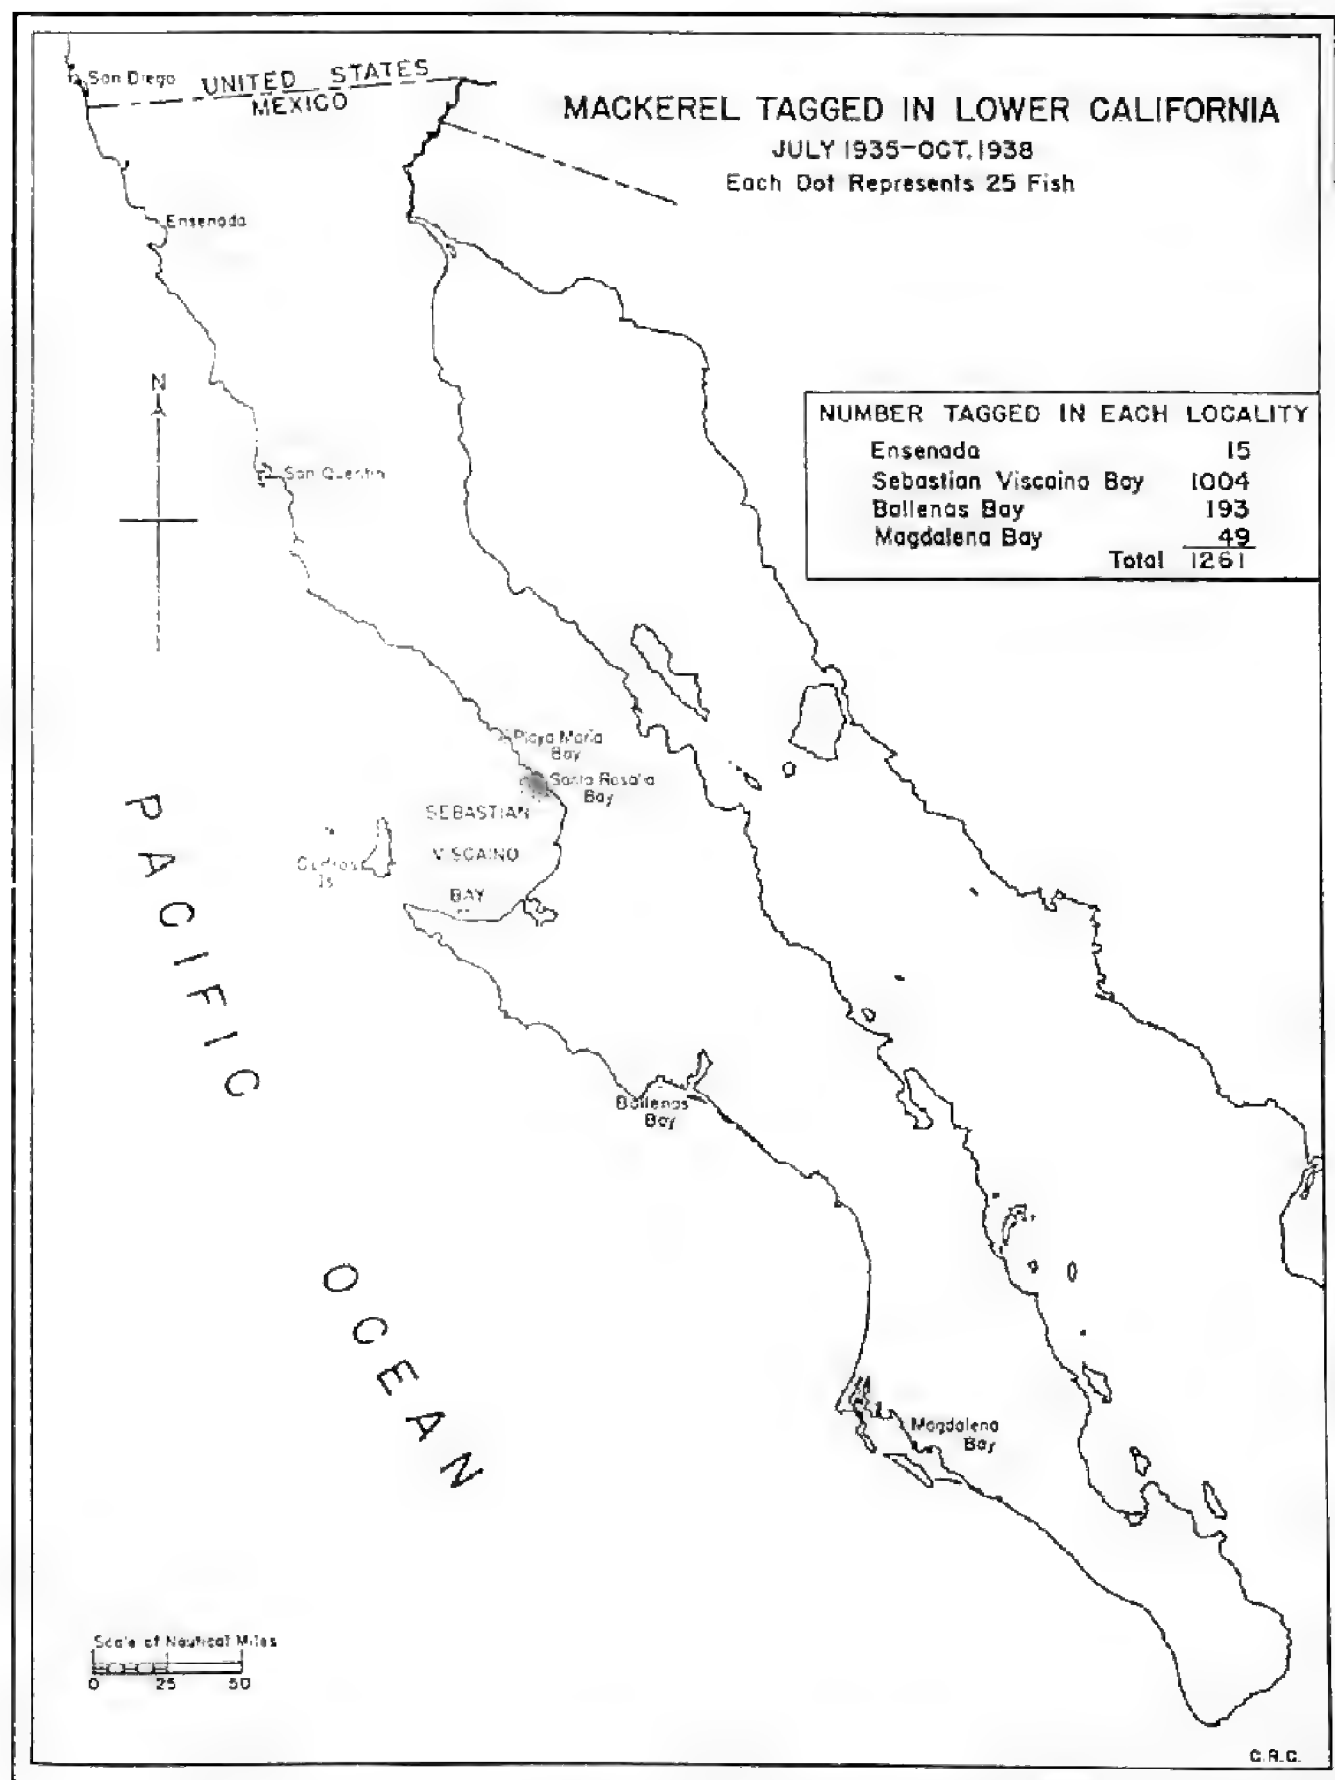 San Diego
UNITED STATES
MEXICO
MACKEREL TAGGED IN LOWER CALIFORNIA
JULY 1935-OCT. 1938
Each Dot Represents 25 Fish
Ensenada
N
NUMBER TAGGED IN EACH LOCALITY
Ensenada 15
Sebastian Viscaino Bay 1004
Ballenas Bay 193
Magdalena Bay 49
Total 1261
San Quentin
Playa Maria
Bay
Santa Rosalia
Bay
SEBASTIAN
VISCAINO
BAY
Cedros
Is
PACIFIC
OCEAN
Ballenas
Bay
Magdalena
Bay
Scale of Nautical Miles
0 25 50
C.R.C.